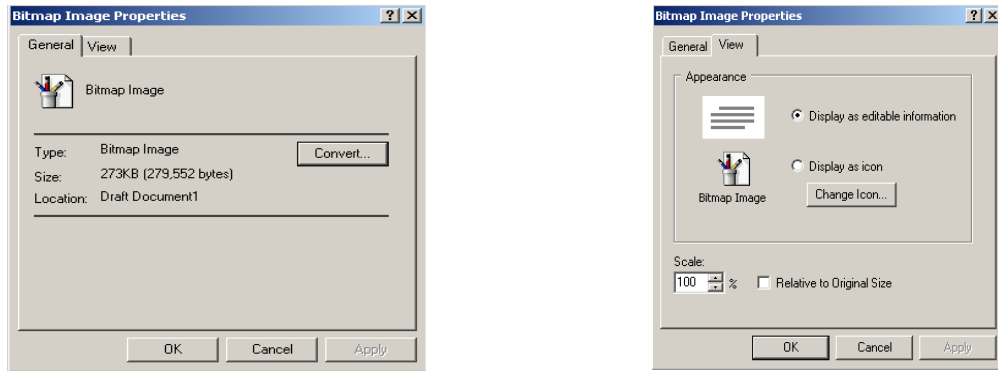 Bitmap Image Properties
General View
Bitmap Image
Type: Bitmap Image
Convert...
Size: 273KB (279,552 bytes)
Location: Draft Document1
OK Cancel Apply
Bitmap Image Properties
General View
Appearance
Display as editable information
Display as icon
Bitmap Image
Change Icon...
Scale:
100 % Relative to Original Size
OK Cancel Apply